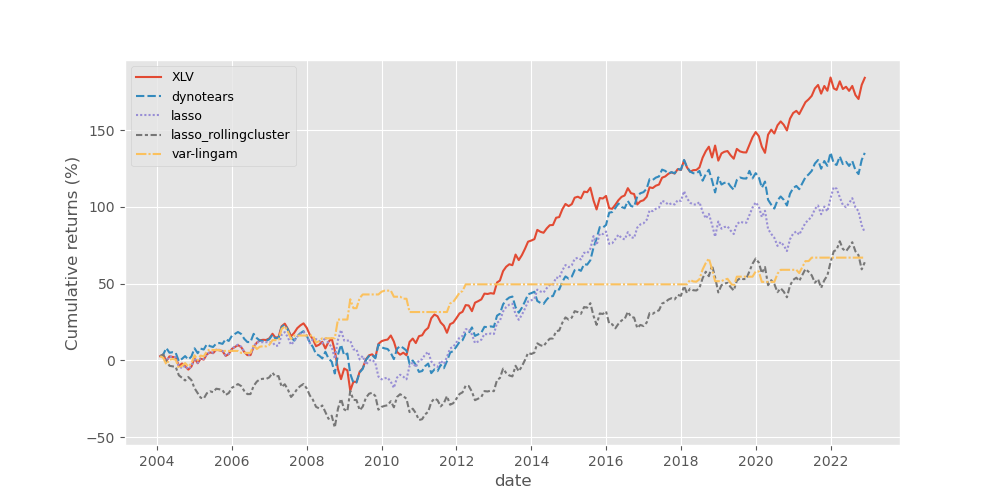 XLV
dynotears
lasso
lasso_rollingcluster
var-lingam
Cumulative returns (%)
150
100
50
0
−50
2004 2006 2008 2010 2012 2014 2016 2018 2020 2022
date